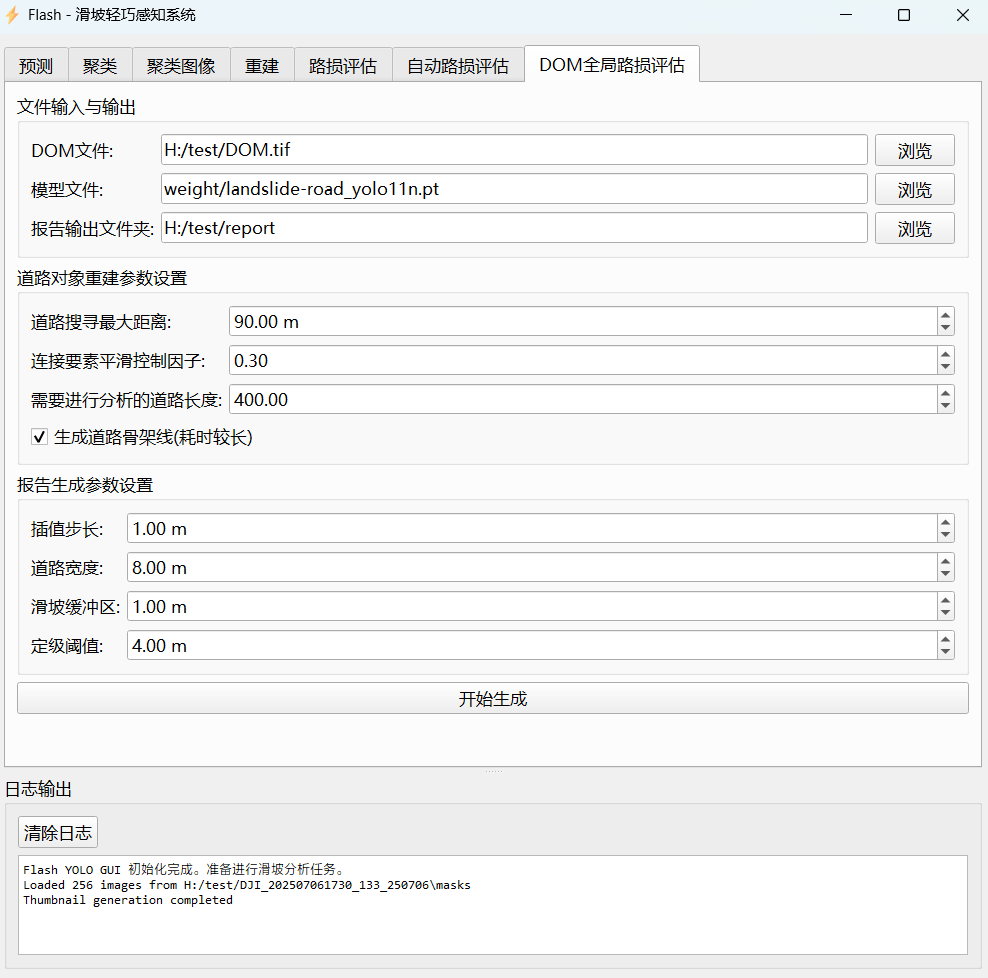 Flash - 滑坡轻巧感知系统
预测 聚类 聚类图像 重建 路损评估 自动路损评估 DOM全局路损评估
文件输入与输出
DOM文件: H:/test/DOM.tif 浏览
模型文件: weight/landslide-road_yolo11n.pt 浏览
报告输出文件夹: H:/test/report 浏览
道路对象重建参数设置
道路搜寻最大距离: 90.00 m
连接要素平滑控制因子: 0.30
需要进行分析的道路长度: 400.00
生成道路骨架线(耗时较长)
报告生成参数设置
插值步长: 1.00 m
道路宽度: 8.00 m
滑坡缓冲区: 1.00 m
定级阈值: 4.00 m
开始生成
日志输出
清除日志
Flash YOLO GUI 初始化完成。准备进行滑坡分析任务。
Loaded 256 images from H:/test/DJI_202507061730_133_250706\masks
Thumbnail generation completed